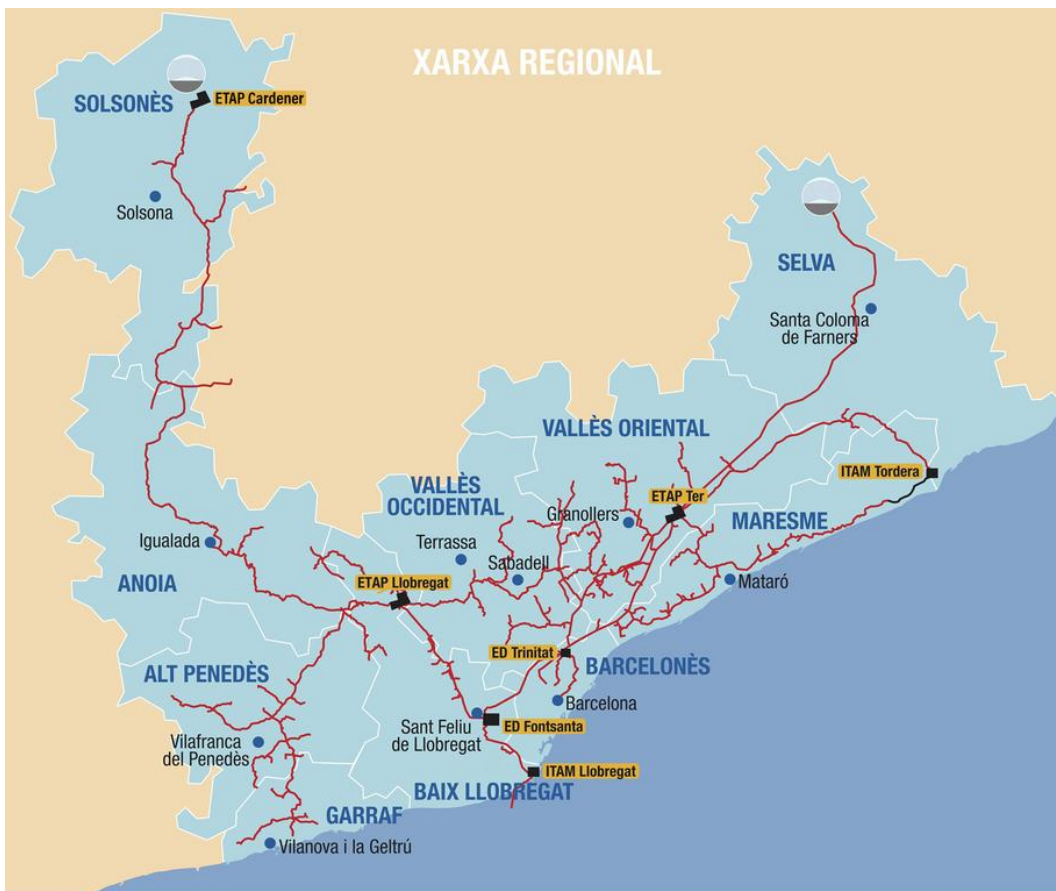 XARXA REGIONAL
SOLSONÈS
ETAP Cardener
Solsona
SELVA
Santa Coloma
de Farners
VALLÈS ORIENTAL
ITAM Tordera
VALLÈS
OCCIDENTAL
ETAP Ter
Granollers
MARESME
Igualada
Terrassa
Sabadell
ANOIA
ETAP Llobregat
Mataró
ED Trinitat
BARCELONÈS
ALT PENEDÈS
Barcelona
Sant Feliu
de Llobregat
ED Fontsanta
Vilafranca
del Penedès
ITAM Llobregat
BAIX LLOBREGAT
GARRAF
Vilanova i la Geltrú